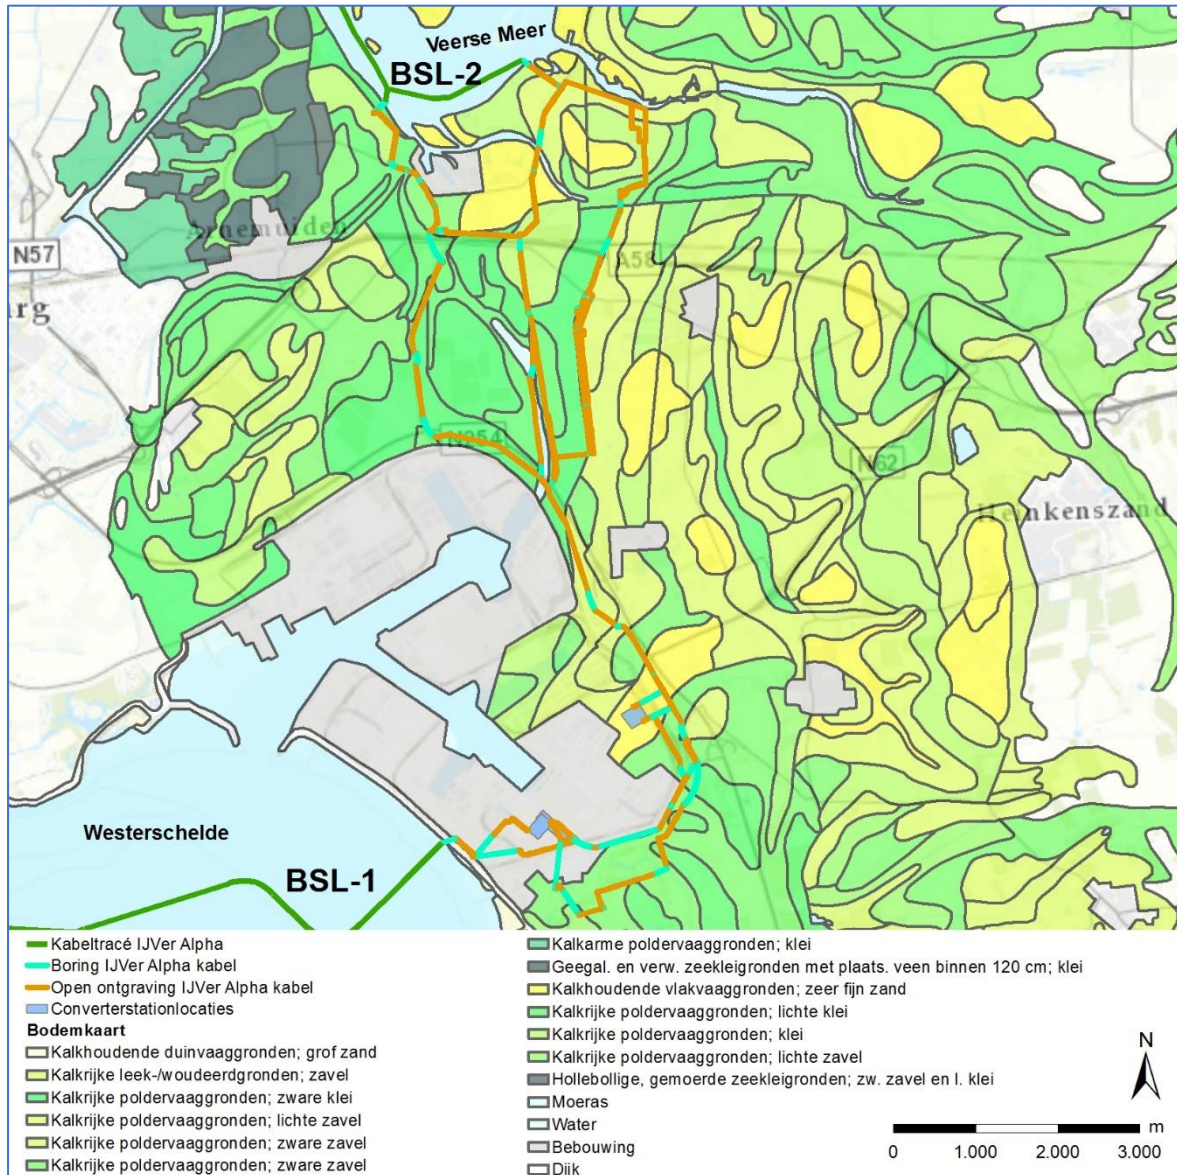 Veerse Meer
BSL-2
Arnemuiden
N57
A58
rg
N254
N62
Heinkenszand
Westerschelde
BSL-1
Kabeltracé IJVer Alpha
Boring IJVer Alpha kabel
Open ontgraving IJVer Alpha kabel
Converterstationlocaties
Bodemkaart
Kalkhoudende duinvaaggronden; grof zand
Kalkrijke leek-/woudeerdgronden; zavel
Kalkrijke poldervaaggronden; zware klei
Kalkrijke poldervaaggronden; lichte zavel
Kalkrijke poldervaaggronden; zware zavel
Kalkrijke poldervaaggronden; zware zavel
Kalkarme poldervaaggronden; klei
Geegal. en verw. zeekleigronden met plaats. veen binnen 120 cm; klei
Kalkhoudende vlakvaaggronden; zeer fijn zand
Kalkrijke poldervaaggronden; lichte klei
Kalkrijke poldervaaggronden; klei
Kalkrijke poldervaaggronden; lichte zavel
Hollebollige, gemoerde zeekleigronden; zw. zavel en l. klei
Moeras
Water
Bebouwing
Dijk
N
m
0 1.000 2.000 3.000